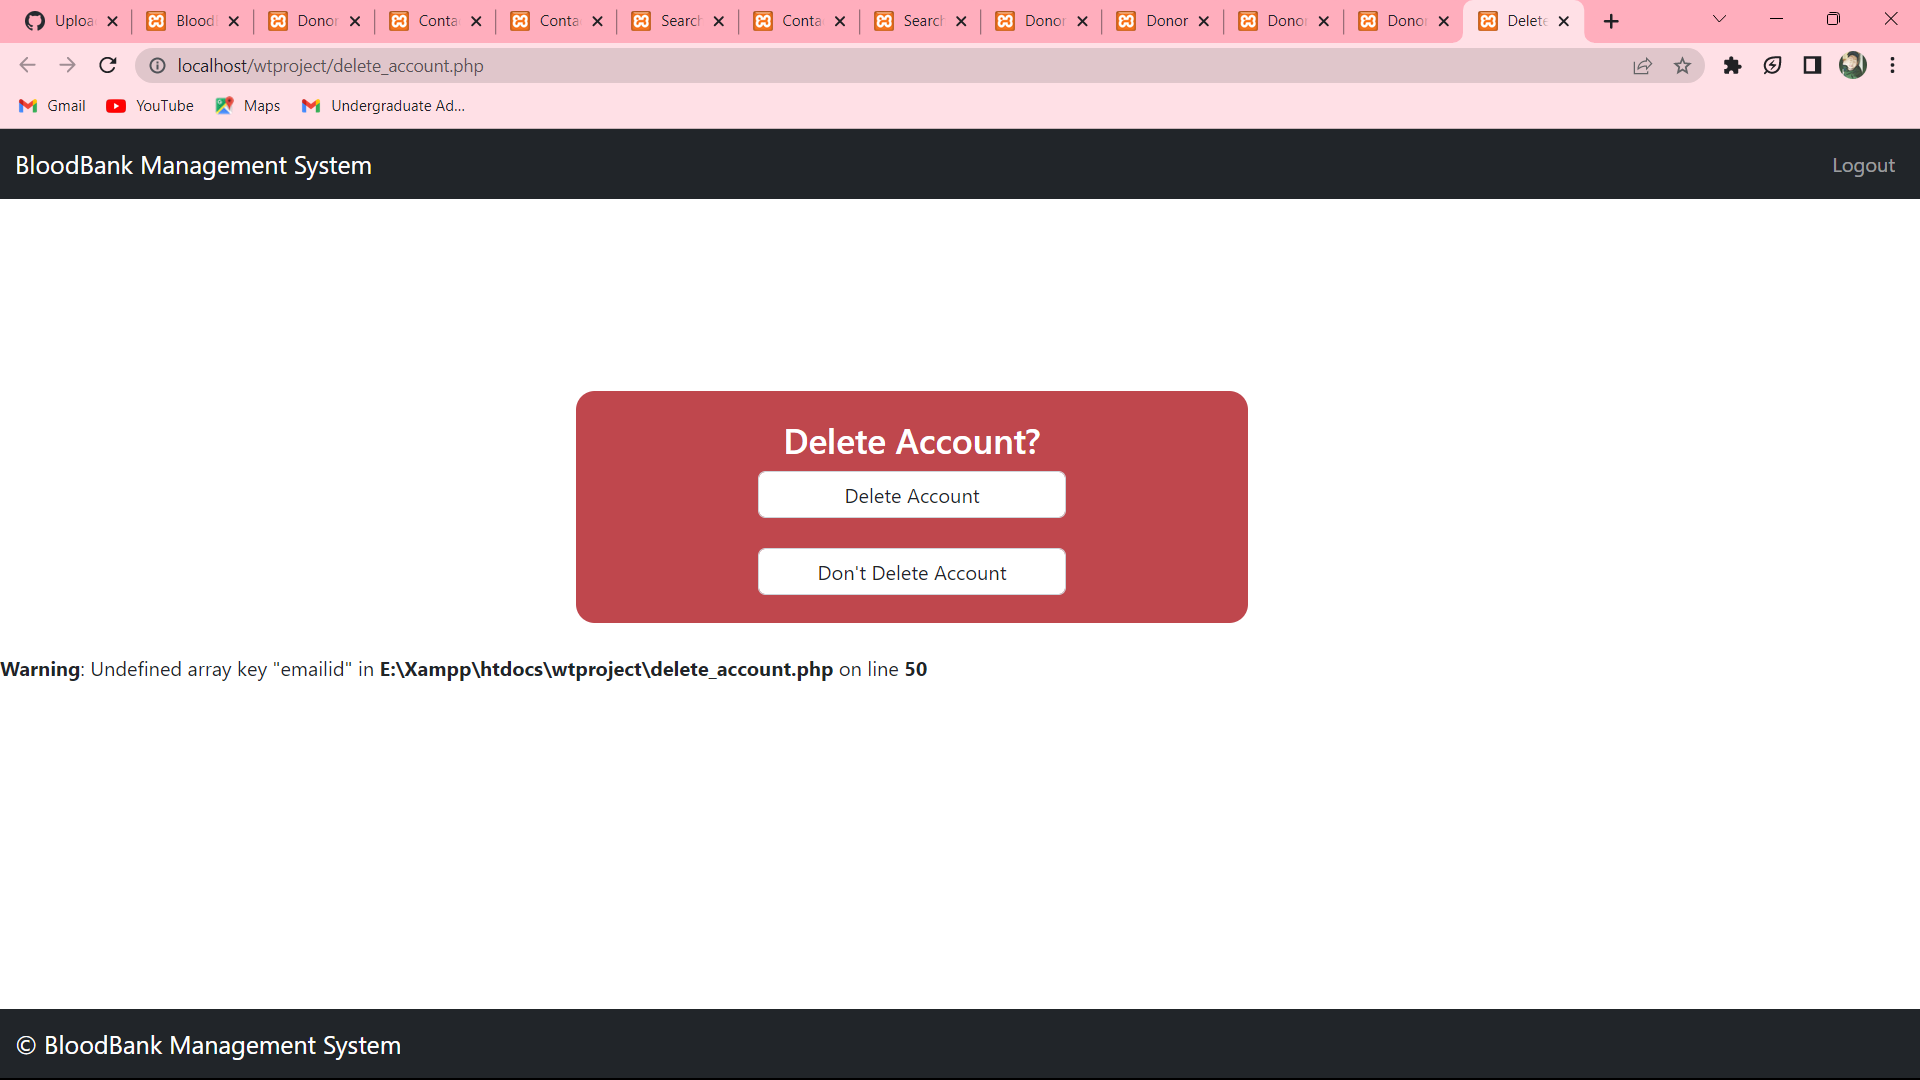 Uploa
Blood
Donor
Conta
Conta
Search
Conta
Search
Donor
Donor
Donor
Donor
Delete
localhost/wtproject/delete_account.php
Gmail
YouTube
Maps
Undergraduate Ad...
BloodBank Management System
Logout
Delete Account?
Delete Account
Don't Delete Account
Warning: Undefined array key "emailid" in E:\Xampp\htdocs\wtproject\delete_account.php on line 50
© BloodBank Management System